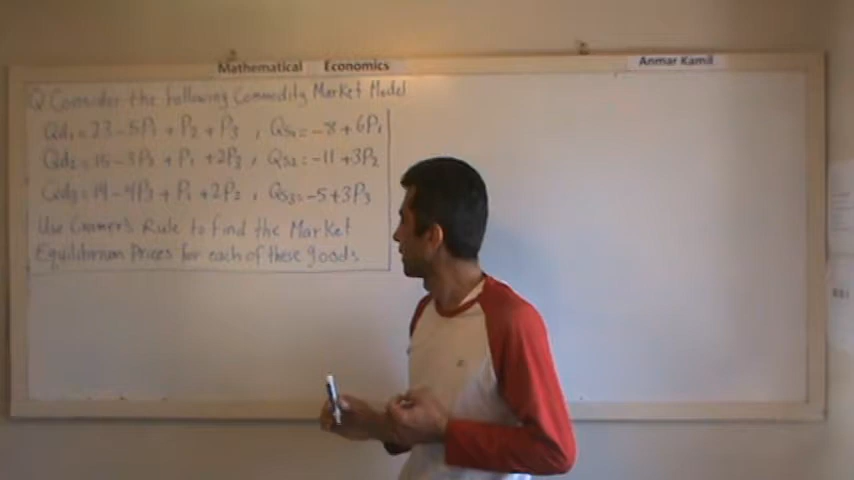 Mathematical Economics
Anmar Kamil
Q Consider the following Commodity Market Model
Qd1 = 23 - 5P1 + P2 + P3 , Qs1 = -8 + 6P1
Qd2 = 15 - 3P2 + P1 + 2P3 , Qs2 = -11 + 3P2
Qd3 = 19 - 4P3 + P1 + 2P2 , Qs3 = -5 + 3P3
Use Cramer's Rule to find the Market
Equilibrium Prices for each of these goods